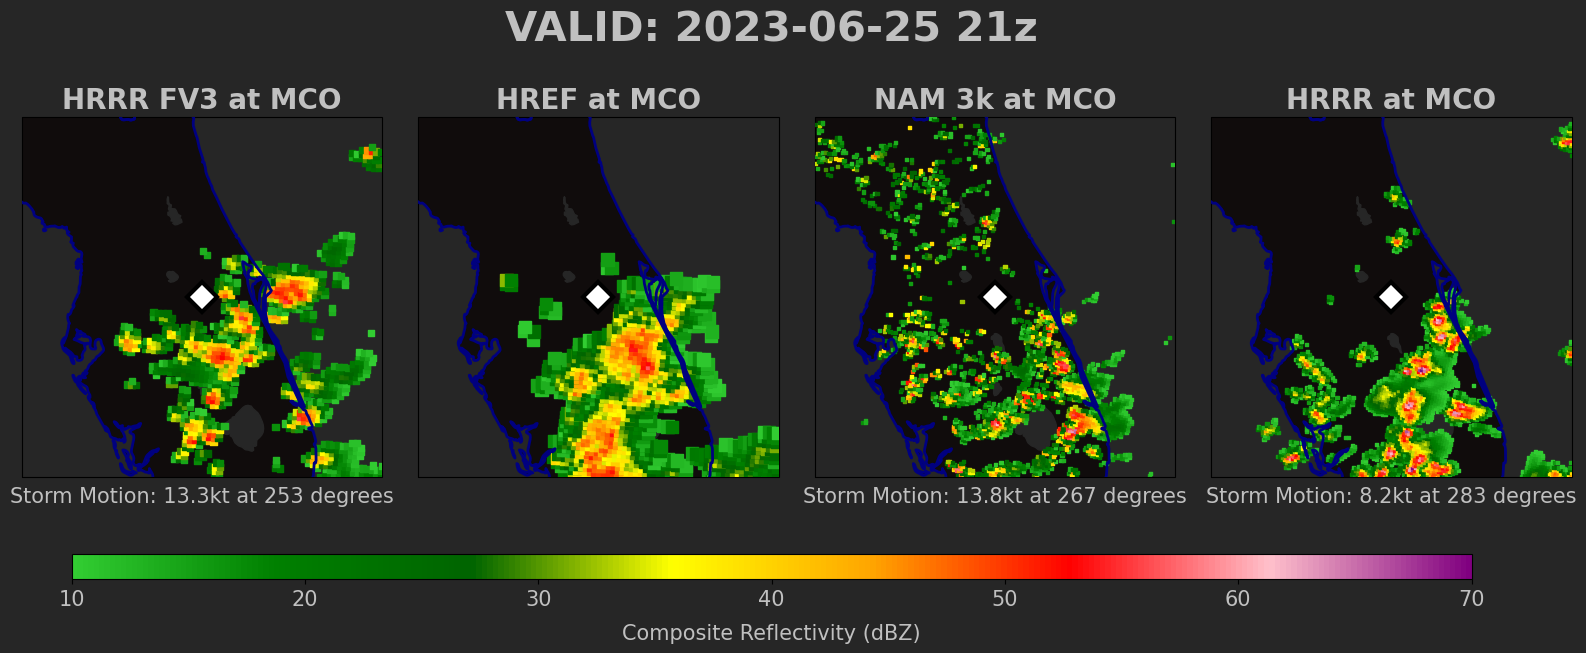 VALID: 2023-06-25 21z
HRRR FV3 at MCO
HREF at MCO
NAM 3k at MCO
HRRR at MCO
Storm Motion: 13.3kt at 253 degrees
Storm Motion: 13.8kt at 267 degrees
Storm Motion: 8.2kt at 283 degrees
10 20 30 40 50 60 70
Composite Reflectivity (dBZ)